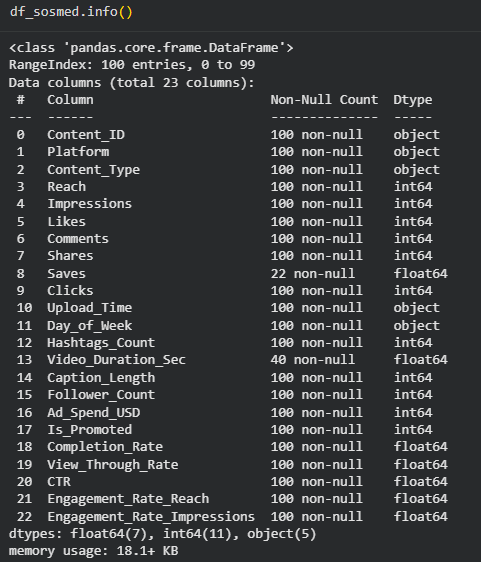 df_sosmed.info()
<class 'pandas.core.frame.DataFrame'>
RangeIndex: 100 entries, 0 to 99
Data columns (total 23 columns):
 #   Column                       Non-Null Count  Dtype
---  ------                       --------------  -----
 0   Content_ID                   100 non-null    object
 1   Platform                     100 non-null    object
 2   Content_Type                 100 non-null    object
 3   Reach                        100 non-null    int64
 4   Impressions                  100 non-null    int64
 5   Likes                        100 non-null    int64
 6   Comments                     100 non-null    int64
 7   Shares                       100 non-null    int64
 8   Saves                        22 non-null     float64
 9   Clicks                       100 non-null    int64
 10  Upload_Time                  100 non-null    object
 11  Day_of_Week                  100 non-null    object
 12  Hashtags_Count               100 non-null    int64
 13  Video_Duration_Sec           40 non-null     float64
 14  Caption_Length               100 non-null    int64
 15  Follower_Count               100 non-null    int64
 16  Ad_Spend_USD                 100 non-null    int64
 17  Is_Promoted                  100 non-null    int64
 18  Completion_Rate              100 non-null    float64
 19  View_Through_Rate            100 non-null    float64
 20  CTR                          100 non-null    float64
 21  Engagement_Rate_Reach        100 non-null    float64
 22  Engagement_Rate_Impressions  100 non-null    float64
dtypes: float64(7), int64(11), object(5)
memory usage: 18.1+ KB